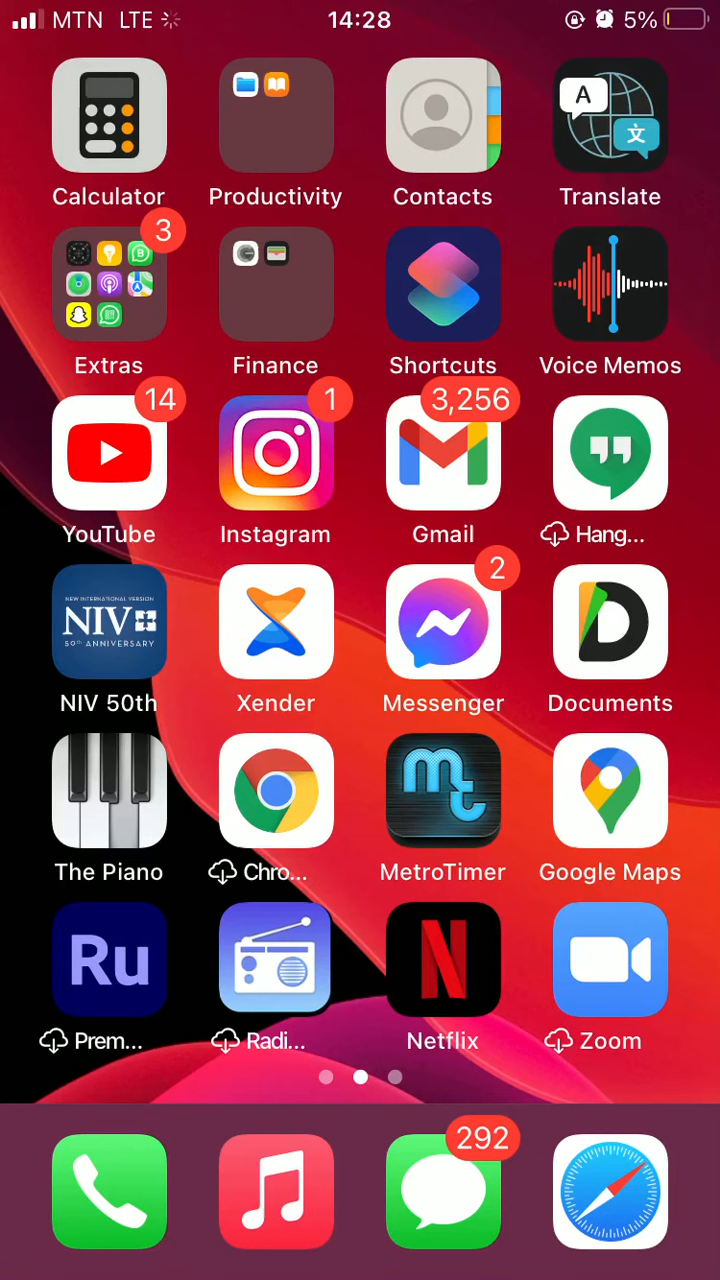 MTN LTE 14:28 5%
A 文
Calculator Productivity Contacts Translate
3
Extras Finance Shortcuts Voice Memos
14 1 3,256
YouTube Instagram Gmail Hang...
2
NEW INTERNATIONAL VERSION
NIV
50th ANNIVERSARY
NIV 50th Xender Messenger Documents
mt
The Piano Chro... MetroTimer Google Maps
Ru
Prem... Radi... Netflix Zoom
292